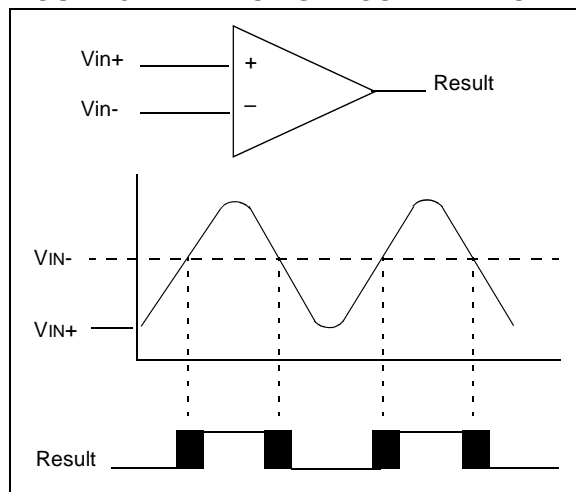 Vin+
+
Result
Vin-
–
VIN-
VIN+
Result